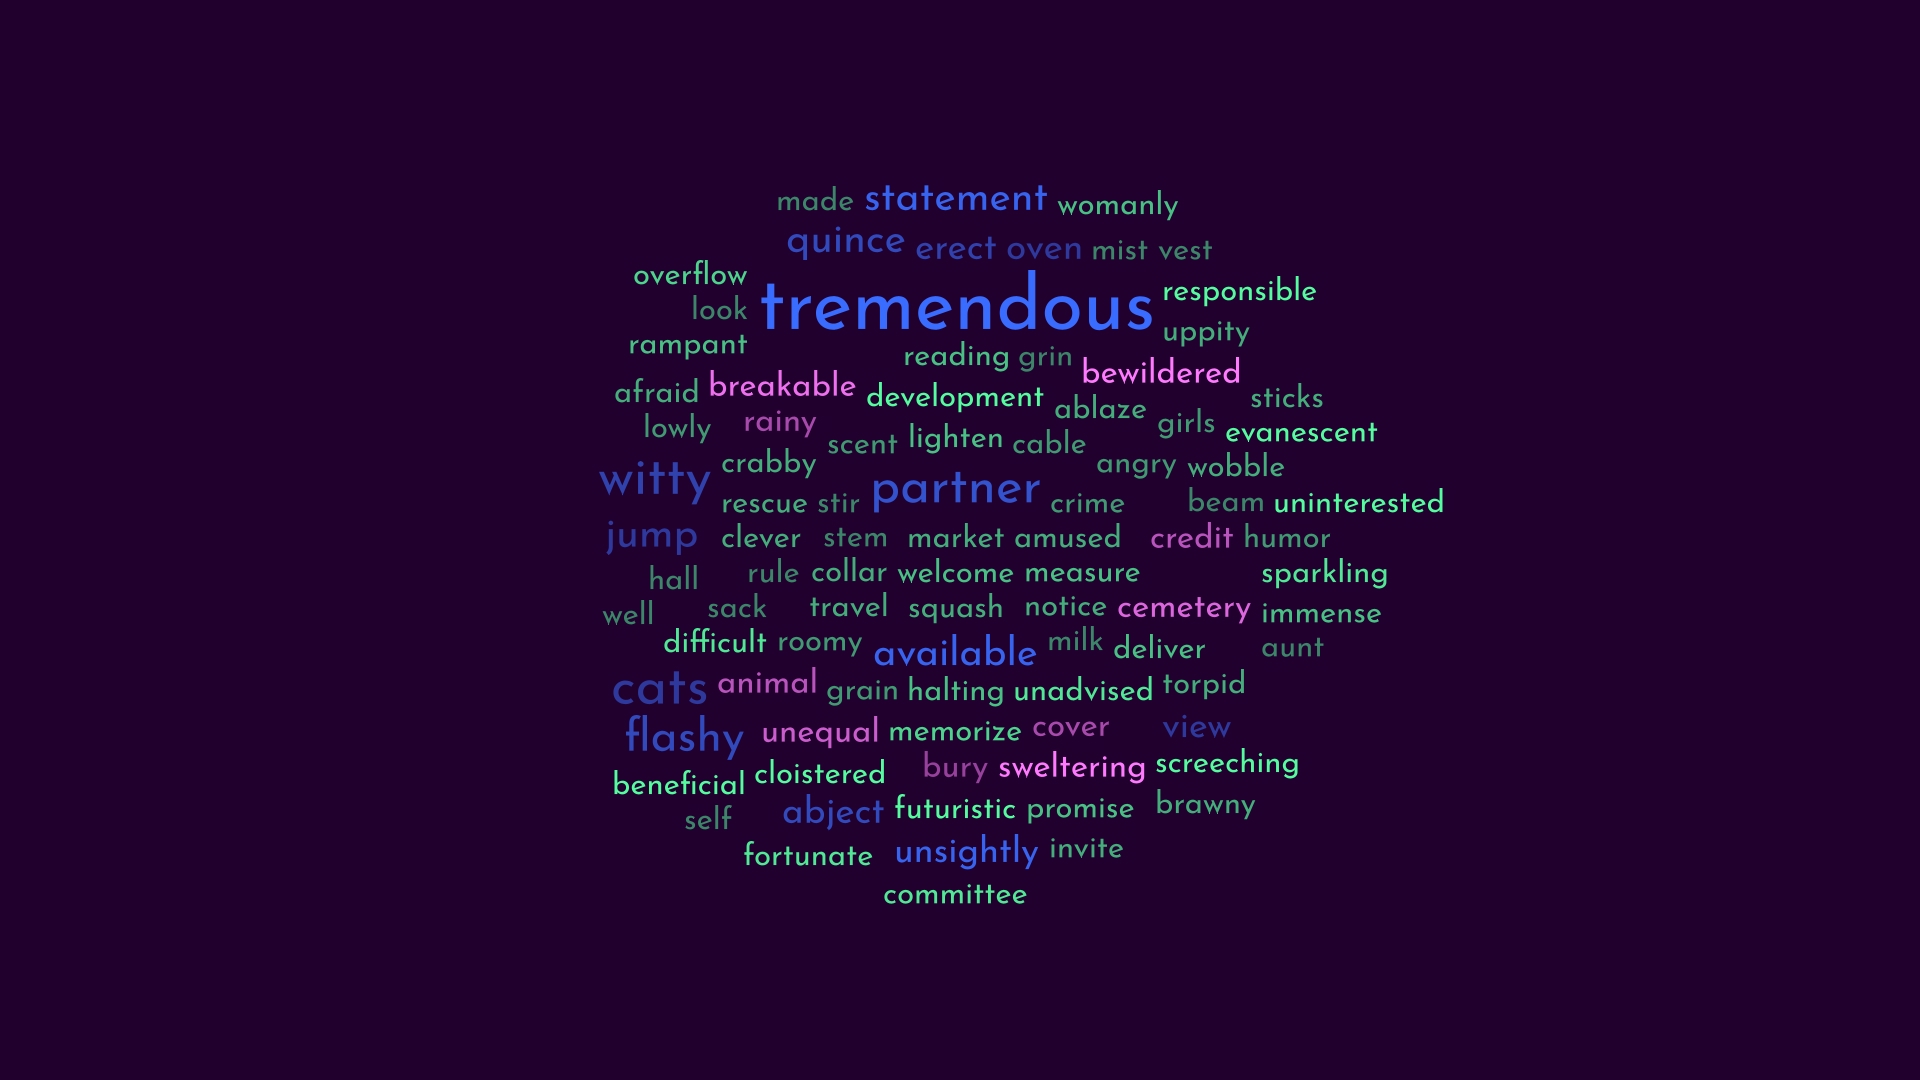 made statement womanly
quince erect oven mist vest
overflow tremendous responsible
look uppity
rampant reading grin bewildered
afraid breakable development ablaze sticks
lowly rainy scent lighten cable girls evanescent
witty crabby partner angry wobble
rescue stir crime beam uninterested
jump clever stem market amused credit humor
hall rule collar welcome measure sparkling
well sack travel squash notice cemetery immense
difficult roomy available milk deliver aunt
cats animal grain halting unadvised torpid
flashy unequal memorize cover view
beneficial cloistered bury sweltering screeching
self abject futuristic promise brawny
fortunate unsightly invite
committee